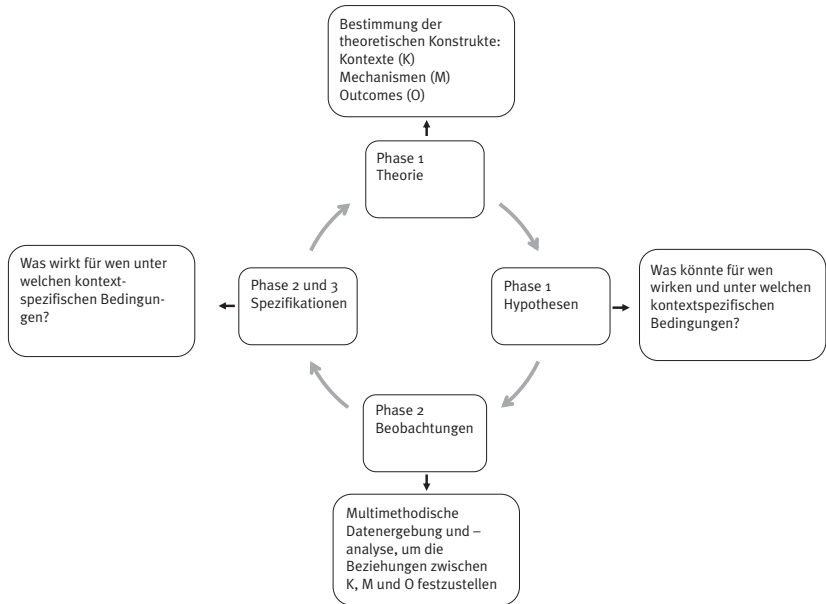 Bestimmung der
theoretischen Konstrukte:
Kontexte (K)
Mechanismen (M)
Outcomes (O)
Phase 1
Theorie
Was wirkt für wen unter
welchen kontext-
spezifischen Bedingun-
gen?
Phase 2 und 3
Spezifikationen
Phase 1
Hypothesen
Was könnte für wen
wirken und unter welchen
kontextspezifischen
Bedingungen?
Phase 2
Beobachtungen
Multimethodische
Datenergebung und –
analyse, um die
Beziehungen zwischen
K, M und O festzustellen